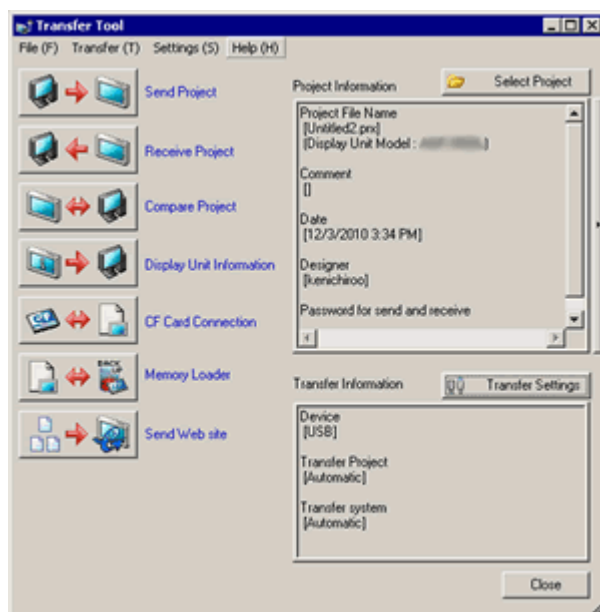 Transfer Tool
File (F) Transfer (T) Settings (S) Help (H)
Send Project
Receive Project
Compare Project
Display Unit Information
CF Card Connection
Memory Loader
Send Web site
Project Information
Select Project
Project File Name
[Untitled2.prx]
(Display Unit Model : )
Comment
[]
Date
[12/3/2010 3:34 PM]
Designer
[kenichiroo]
Password for send and receive
Transfer Information
Transfer Settings
Device
[USB]
Transfer Project
[Automatic]
Transfer system
[Automatic]
Close